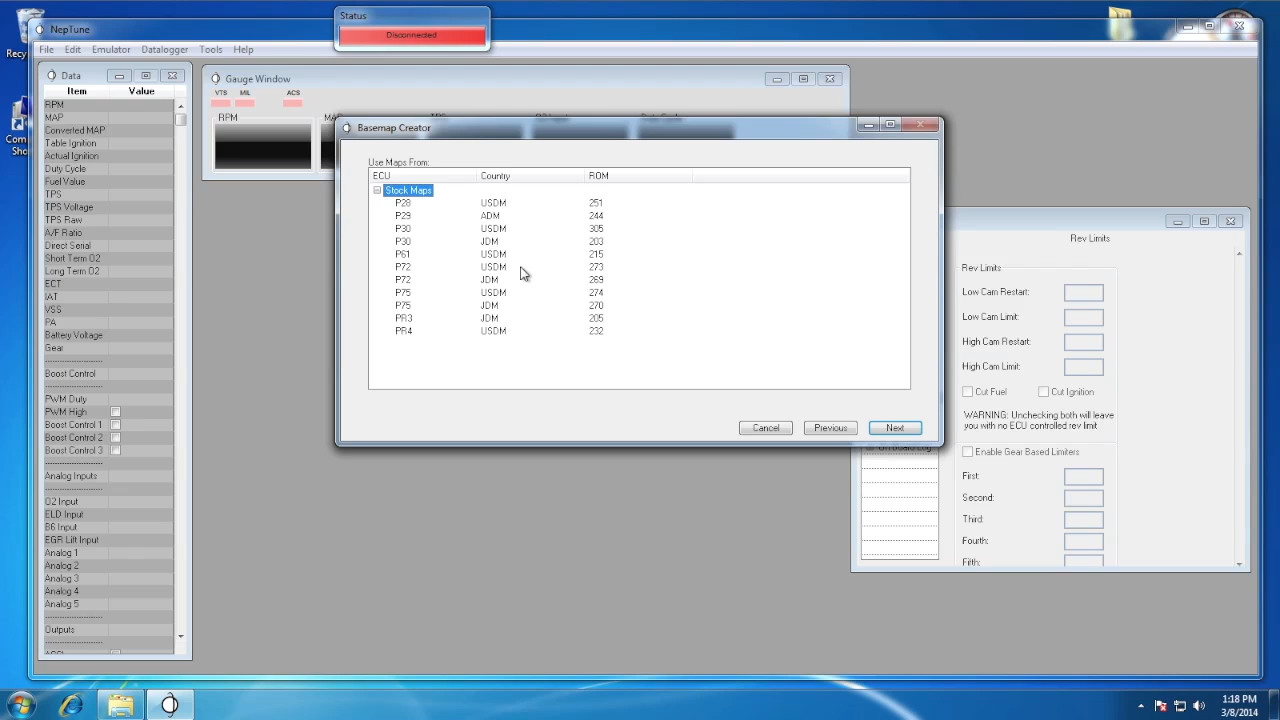 Status
Disconnected
NepTune
File Edit Emulator Datalogger Tools Help
Recy
Com
Sho
Data
Item Value
RPM
MAP
Converted MAP
Table Ignition
Actual Ignition
Duty Cycle
Fuel Value
TPS
TPS Voltage
TPS Raw
A/F Ratio
Direct Serial
Short Term O2
Long Term O2
ECT
IAT
VSS
PA
Battery Voltage
Gear
Boost Control
PWM Duty
PWM High
Boost Control 1
Boost Control 2
Boost Control 3
Analog Inputs
O2 Input
ELD Input
B6 Input
EGR Lift Input
Analog 1
Analog 2
Analog 3
Analog 4
Analog 5
Outputs
Gauge Window
VTS MIL ACS
RPM
Basemap Creator
Use Maps From:
ECU Country ROM
Stock Maps
P28 USDM 251
P29 ADM 244
P30 USDM 305
P30 JDM 203
P61 USDM 215
P72 USDM 273
P72 JDM 269
P75 USDM 274
P75 JDM 270
PR3 JDM 205
PR4 USDM 232
Cancel Previous Next
Rev Limits
Rev Limits
Low Cam Restart:
Low Cam Limit:
High Cam Restart:
High Cam Limit:
Cut Fuel Cut Ignition
WARNING: Unchecking both will leave
you with no ECU controlled rev limit
Enable Gear Based Limiters
First:
Second:
Third:
Fourth:
Fifth:
1:18 PM
3/8/2014